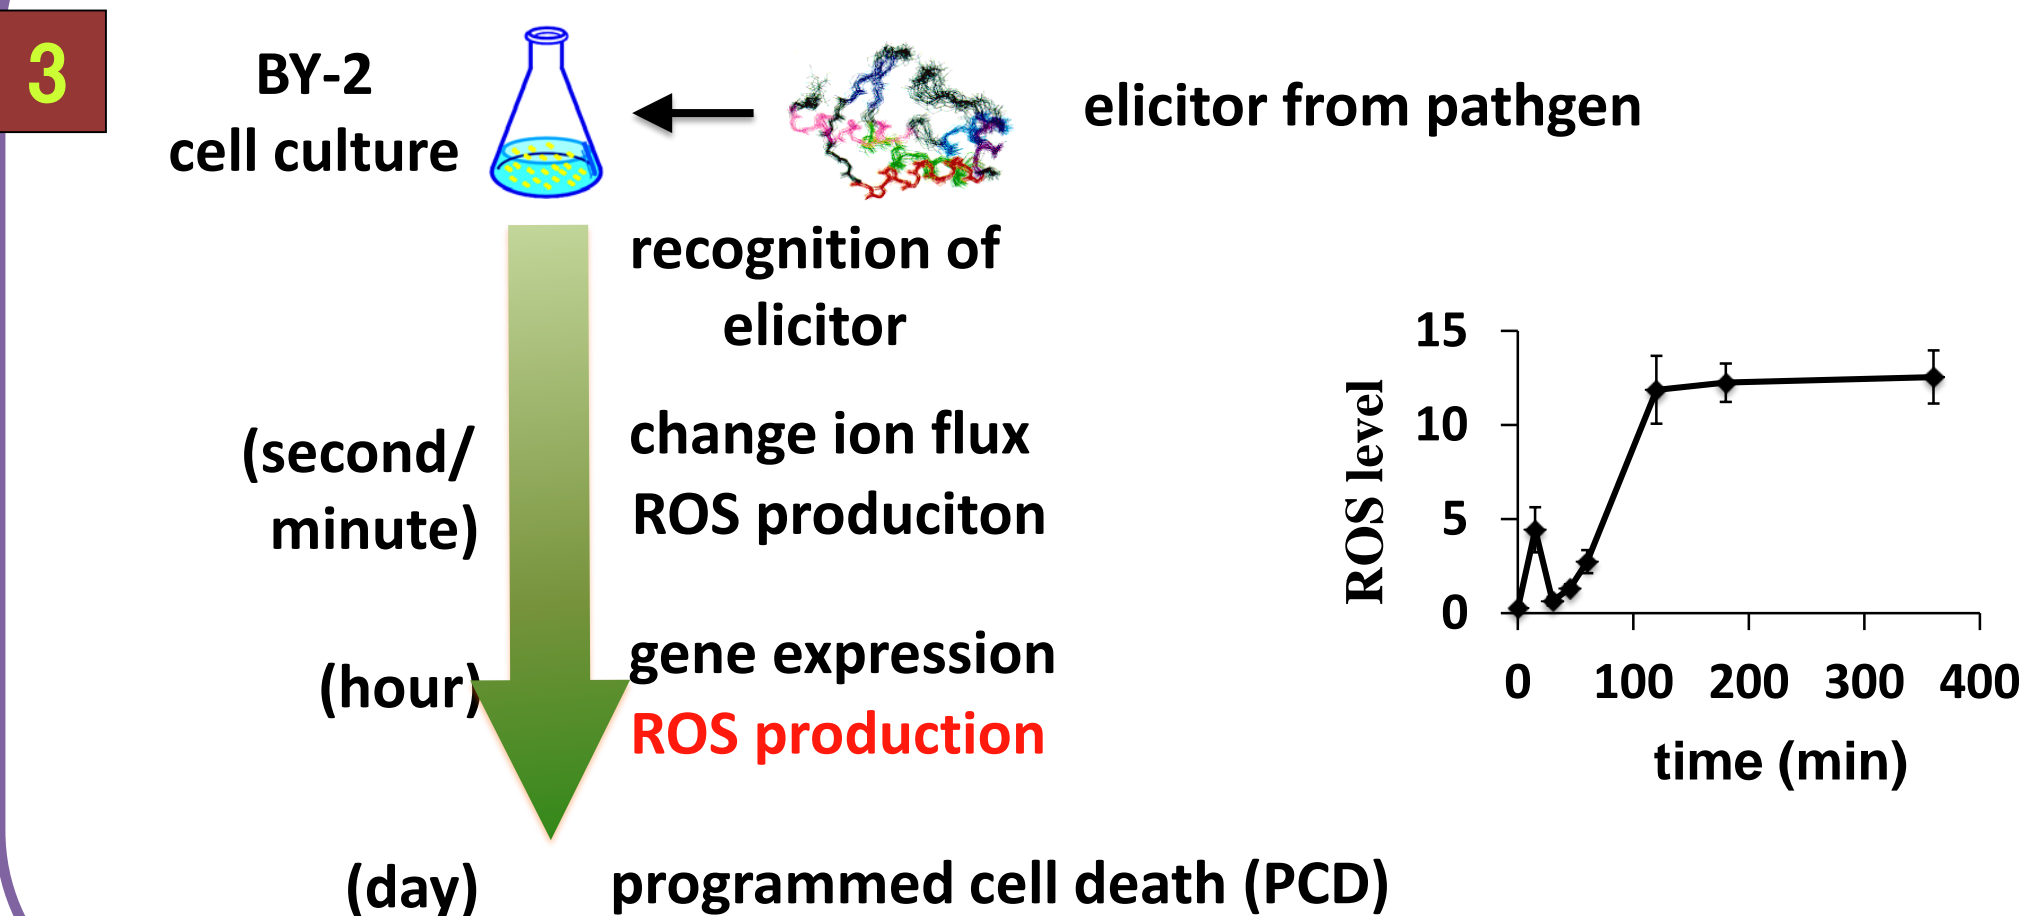 3
BY-2
cell culture
elicitor from pathgen
recognition of
elicitor
(second/
minute)
change ion flux
ROS produciton
(hour)
gene expression
ROS production
(day)
programmed cell death (PCD)
ROS level
15
10
5
0
0 100 200 300 400
time (min)